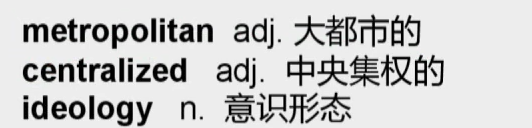 metropolitan adj. 大都市的
centralized adj. 中央集权的
ideology n. 意识形态